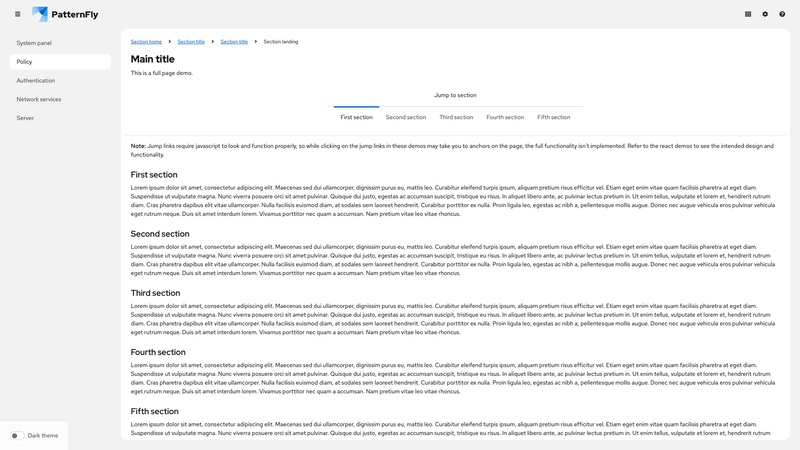 PatternFly
System panel
Policy
Authentication
Network services
Server
Section home > Section title > Section title > Section landing
Main title
This is a full page demo.
Jump to section
First section Second section Third section Fourth section Fifth section
Note: Jump links require javascript to look and function properly, so while clicking on the jump links in these demos may take you to anchors on the page, the full functionality isn't implemented. Refer to the react demos to see the intended design and
functionality.
First section
Lorem ipsum dolor sit amet, consectetur adipiscing elit. Maecenas sed dui ullamcorper, dignissim purus eu, mattis leo. Curabitur eleifend turpis ipsum, aliquam pretium risus efficitur vel. Etiam eget enim vitae quam facilisis pharetra at eget diam.
Suspendisse ut vulputate magna. Nunc viverra posuere orci sit amet pulvinar. Quisque dui justo, egestas ac accumsan suscipit, tristique eu risus. In aliquet libero ante, ac pulvinar lectus pretium in. Ut enim tellus, vulputate et lorem et, hendrerit rutrum
diam. Cras pharetra dapibus elit vitae ullamcorper. Nulla facilisis euismod diam, at sodales sem laoreet hendrerit. Curabitur porttitor ex nulla. Proin ligula leo, egestas ac nibh a, pellentesque mollis augue. Donec nec augue vehicula eros pulvinar vehicula
eget rutrum neque. Duis sit amet interdum lorem. Vivamus porttitor nec quam a accumsan. Nam pretium vitae leo vitae rhoncus.
Second section
Lorem ipsum dolor sit amet, consectetur adipiscing elit. Maecenas sed dui ullamcorper, dignissim purus eu, mattis leo. Curabitur eleifend turpis ipsum, aliquam pretium risus efficitur vel. Etiam eget enim vitae quam facilisis pharetra at eget diam.
Suspendisse ut vulputate magna. Nunc viverra posuere orci sit amet pulvinar. Quisque dui justo, egestas ac accumsan suscipit, tristique eu risus. In aliquet libero ante, ac pulvinar lectus pretium in. Ut enim tellus, vulputate et lorem et, hendrerit rutrum
diam. Cras pharetra dapibus elit vitae ullamcorper. Nulla facilisis euismod diam, at sodales sem laoreet hendrerit. Curabitur porttitor ex nulla. Proin ligula leo, egestas ac nibh a, pellentesque mollis augue. Donec nec augue vehicula eros pulvinar vehicula
eget rutrum neque. Duis sit amet interdum lorem. Vivamus porttitor nec quam a accumsan. Nam pretium vitae leo vitae rhoncus.
Third section
Lorem ipsum dolor sit amet, consectetur adipiscing elit. Maecenas sed dui ullamcorper, dignissim purus eu, mattis leo. Curabitur eleifend turpis ipsum, aliquam pretium risus efficitur vel. Etiam eget enim vitae quam facilisis pharetra at eget diam.
Suspendisse ut vulputate magna. Nunc viverra posuere orci sit amet pulvinar. Quisque dui justo, egestas ac accumsan suscipit, tristique eu risus. In aliquet libero ante, ac pulvinar lectus pretium in. Ut enim tellus, vulputate et lorem et, hendrerit rutrum
diam. Cras pharetra dapibus elit vitae ullamcorper. Nulla facilisis euismod diam, at sodales sem laoreet hendrerit. Curabitur porttitor ex nulla. Proin ligula leo, egestas ac nibh a, pellentesque mollis augue. Donec nec augue vehicula eros pulvinar vehicula
eget rutrum neque. Duis sit amet interdum lorem. Vivamus porttitor nec quam a accumsan. Nam pretium vitae leo vitae rhoncus.
Fourth section
Lorem ipsum dolor sit amet, consectetur adipiscing elit. Maecenas sed dui ullamcorper, dignissim purus eu, mattis leo. Curabitur eleifend turpis ipsum, aliquam pretium risus efficitur vel. Etiam eget enim vitae quam facilisis pharetra at eget diam.
Suspendisse ut vulputate magna. Nunc viverra posuere orci sit amet pulvinar. Quisque dui justo, egestas ac accumsan suscipit, tristique eu risus. In aliquet libero ante, ac pulvinar lectus pretium in. Ut enim tellus, vulputate et lorem et, hendrerit rutrum
diam. Cras pharetra dapibus elit vitae ullamcorper. Nulla facilisis euismod diam, at sodales sem laoreet hendrerit. Curabitur porttitor ex nulla. Proin ligula leo, egestas ac nibh a, pellentesque mollis augue. Donec nec augue vehicula eros pulvinar vehicula
eget rutrum neque. Duis sit amet interdum lorem. Vivamus porttitor nec quam a accumsan. Nam pretium vitae leo vitae rhoncus.
Fifth section
Lorem ipsum dolor sit amet, consectetur adipiscing elit. Maecenas sed dui ullamcorper, dignissim purus eu, mattis leo. Curabitur eleifend turpis ipsum, aliquam pretium risus efficitur vel. Etiam eget enim vitae quam facilisis pharetra at eget diam.
Suspendisse ut vulputate magna. Nunc viverra posuere orci sit amet pulvinar. Quisque dui justo, egestas ac accumsan suscipit, tristique eu risus. In aliquet libero ante, ac pulvinar lectus pretium in. Ut enim tellus, vulputate et lorem et, hendrerit rutrum
Dark theme